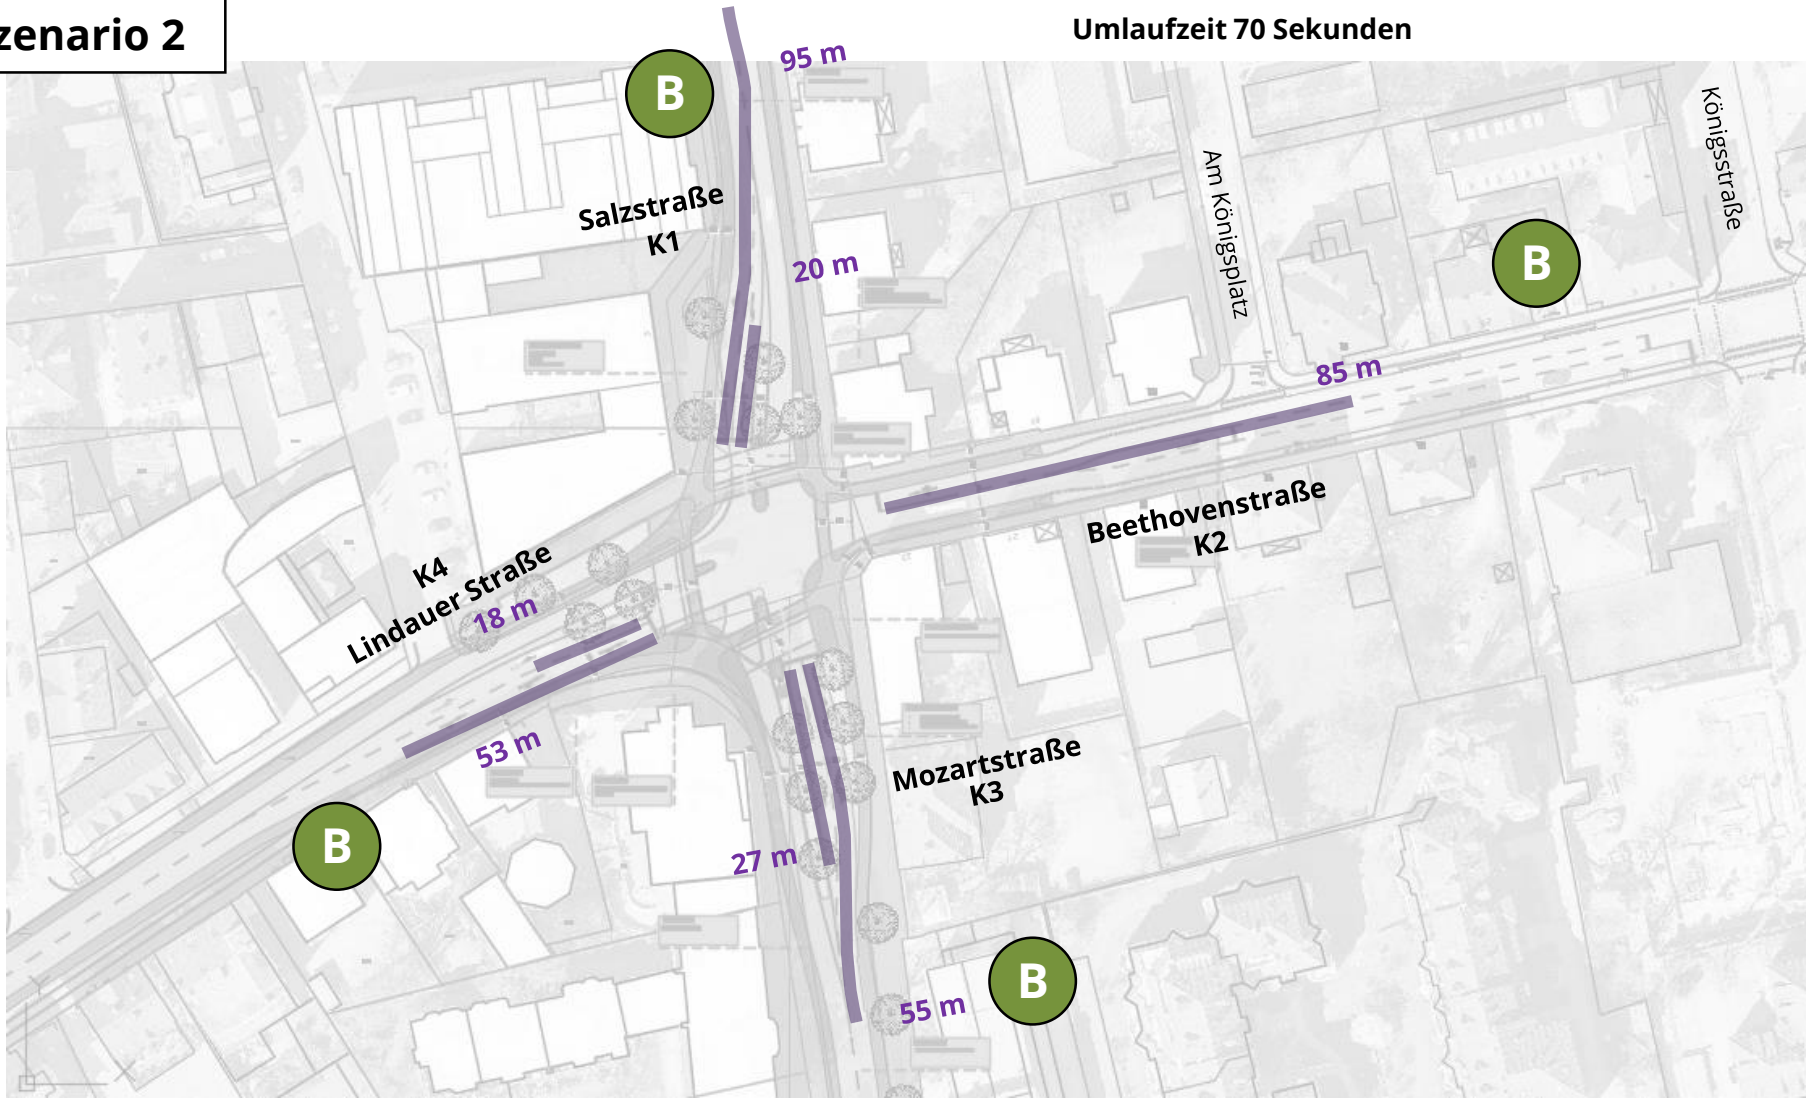 zenario 2
Umlaufzeit 70 Sekunden
95 m
B
Salzstraße
K1
20 m
Am Königsplatz
Königsstraße
B
85 m
Beethovenstraße
K2
K4
Lindauer Straße
18 m
53 m
B
Mozartstraße
K3
27 m
B
55 m